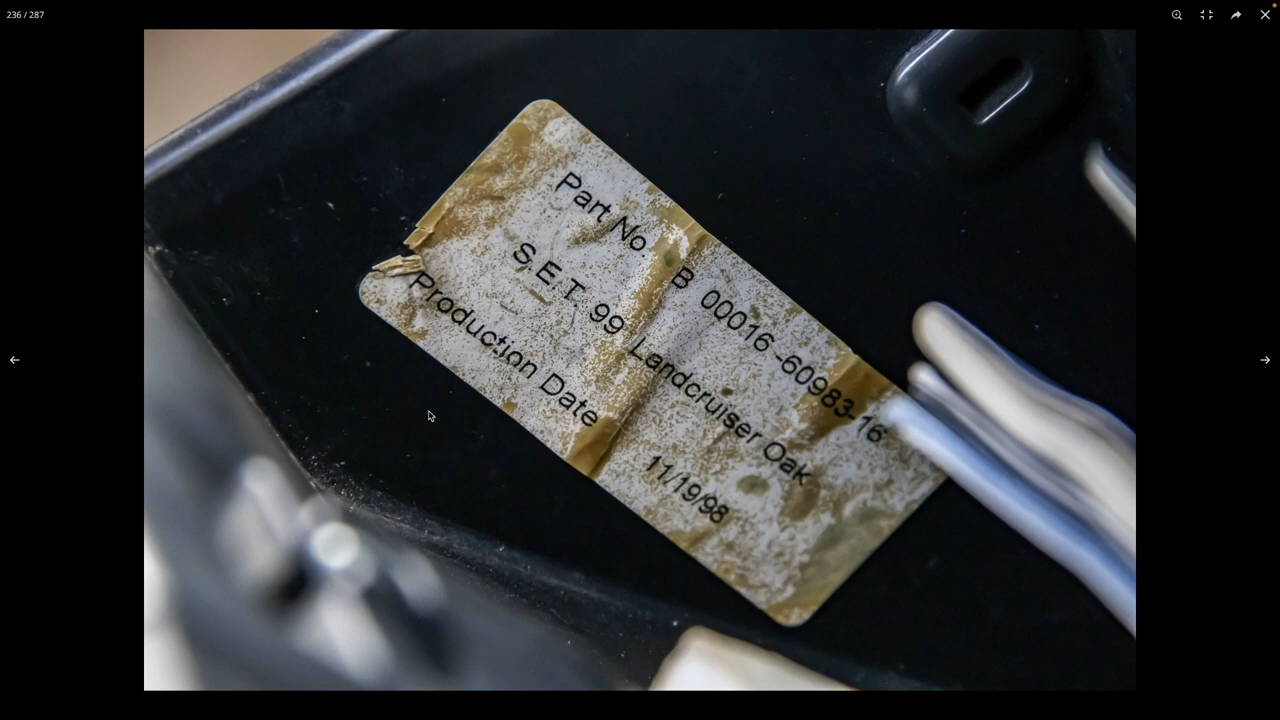 236 / 287
Part No. B 00016-60983-16
S.E.T. 99 Landcruiser Oak
Production Date 11/19/98